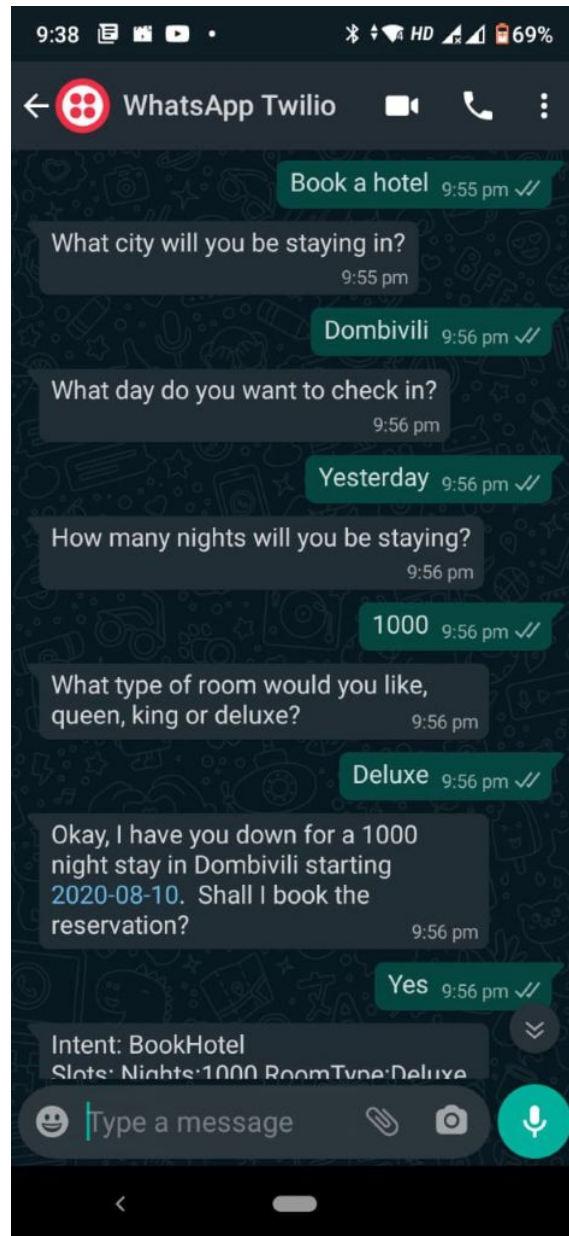 9:38 HD 69%
WhatsApp Twilio
Book a hotel 9:55 pm
What city will you be staying in?
9:55 pm
Dombivili 9:56 pm
What day do you want to check in?
9:56 pm
Yesterday 9:56 pm
How many nights will you be staying?
9:56 pm
1000 9:56 pm
What type of room would you like,
queen, king or deluxe? 9:56 pm
Deluxe 9:56 pm
Okay, I have you down for a 1000
night stay in Dombivili starting
2020-08-10. Shall I book the
reservation? 9:56 pm
Yes 9:56 pm
Intent: BookHotel
Slots: Nights:1000 RoomType:Deluxe
Type a message